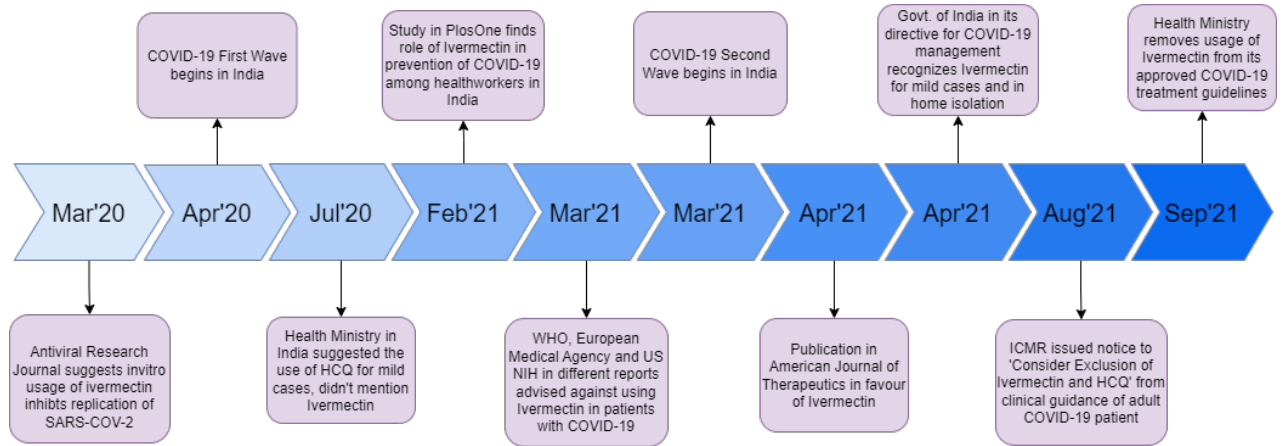 COVID-19 First Wave
begins in India
Study in PlosOne finds
role of Ivermectin in
prevention of COVID-19
among healthworkers in
India
COVID-19 Second
Wave begins in India
Govt. of India in its
directive for COVID-19
management
recognizes Ivermectin
for mild cases and in
home isolation
Health Ministry
removes usage of
Ivermectin from its
approved COVID-19
treatment guidelines
Mar'20
Apr'20
Jul'20
Feb'21
Mar'21
Mar'21
Apr'21
Apr'21
Aug'21
Sep'21
Antiviral Research
Journal suggests invitro
usage of ivermectin
inhibts replication of
SARS-COV-2
Health Ministry in
India suggested the
use of HCQ for mild
cases, didn't mention
Ivermectin
WHO, European
Medical Agency and US
NIH in different reports
advised against using
Ivermectin in patients
with COVID-19
Publication in
American Journal of
Therapeutics in favour
of Ivermectin
ICMR issued notice to
'Consider Exclusion of
Ivermectin and HCQ' from
clinical guidance of adult
COVID-19 patient